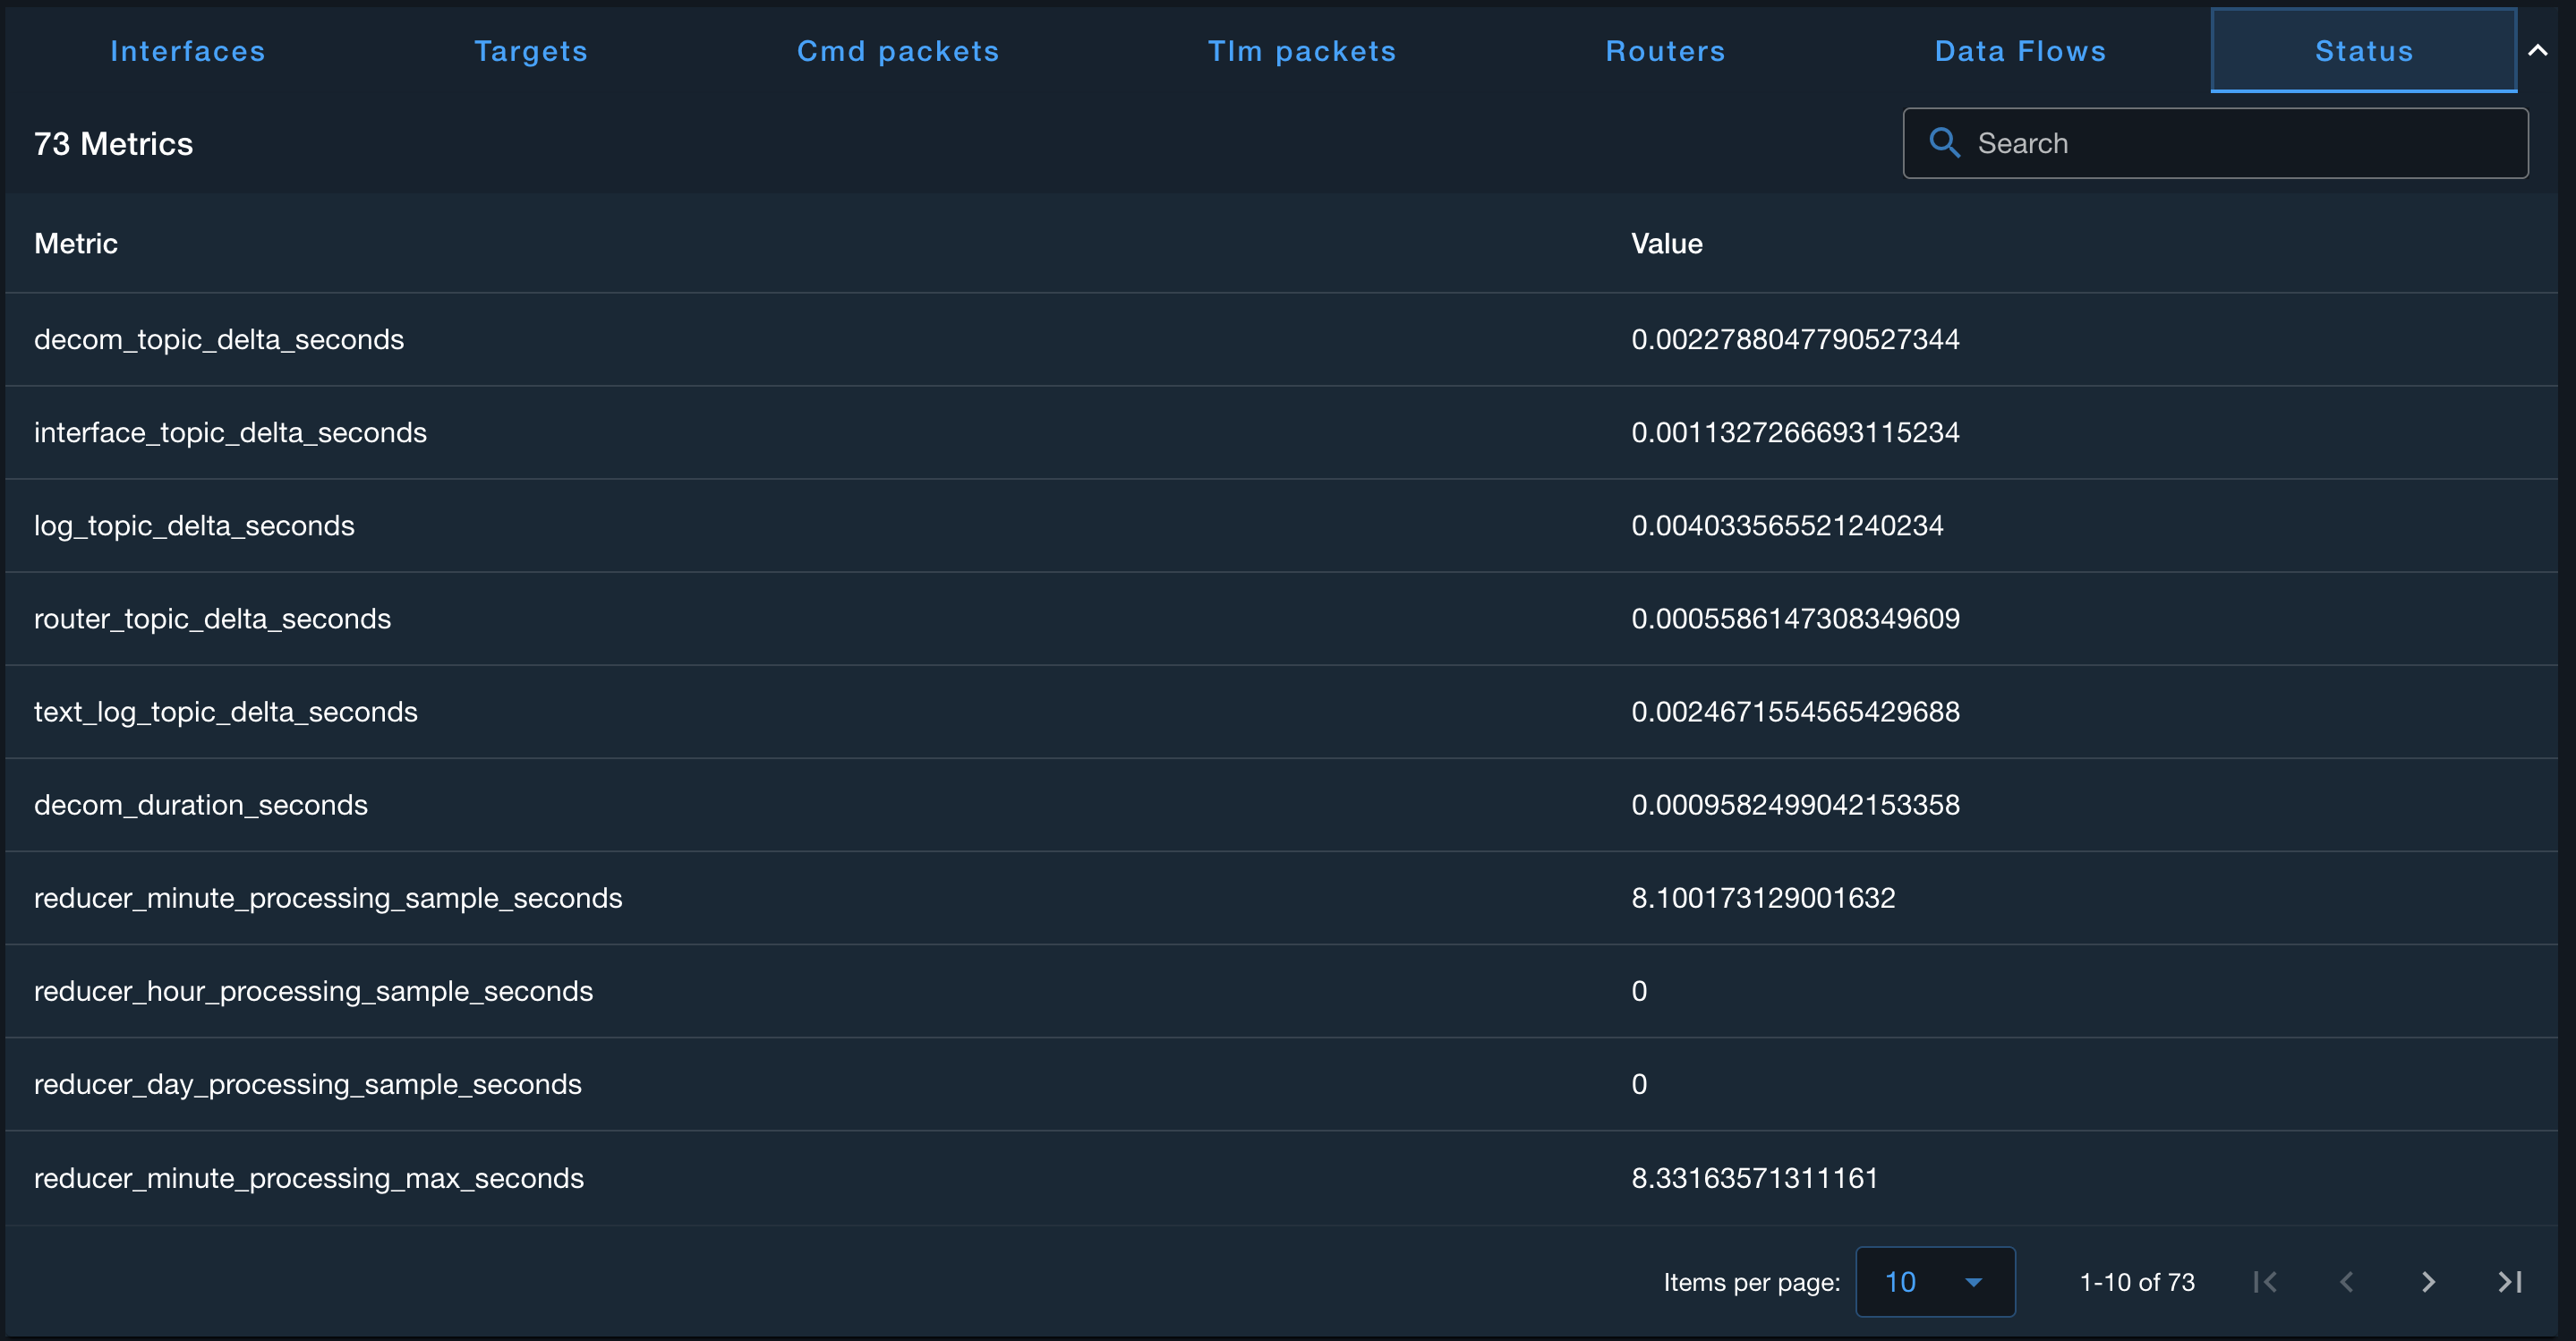 Interfaces Targets Cmd packets Tlm packets Routers Data Flows Status
73 Metrics Search
Metric Value
decom_topic_delta_seconds 0.0022788047790527344
interface_topic_delta_seconds 0.0011327266693115234
log_topic_delta_seconds 0.004033565521240234
router_topic_delta_seconds 0.0005586147308349609
text_log_topic_delta_seconds 0.0024671554565429688
decom_duration_seconds 0.0009582499042153358
reducer_minute_processing_sample_seconds 8.100173129001632
reducer_hour_processing_sample_seconds 0
reducer_day_processing_sample_seconds 0
reducer_minute_processing_max_seconds 8.33163571311161
Items per page: 10 1-10 of 73